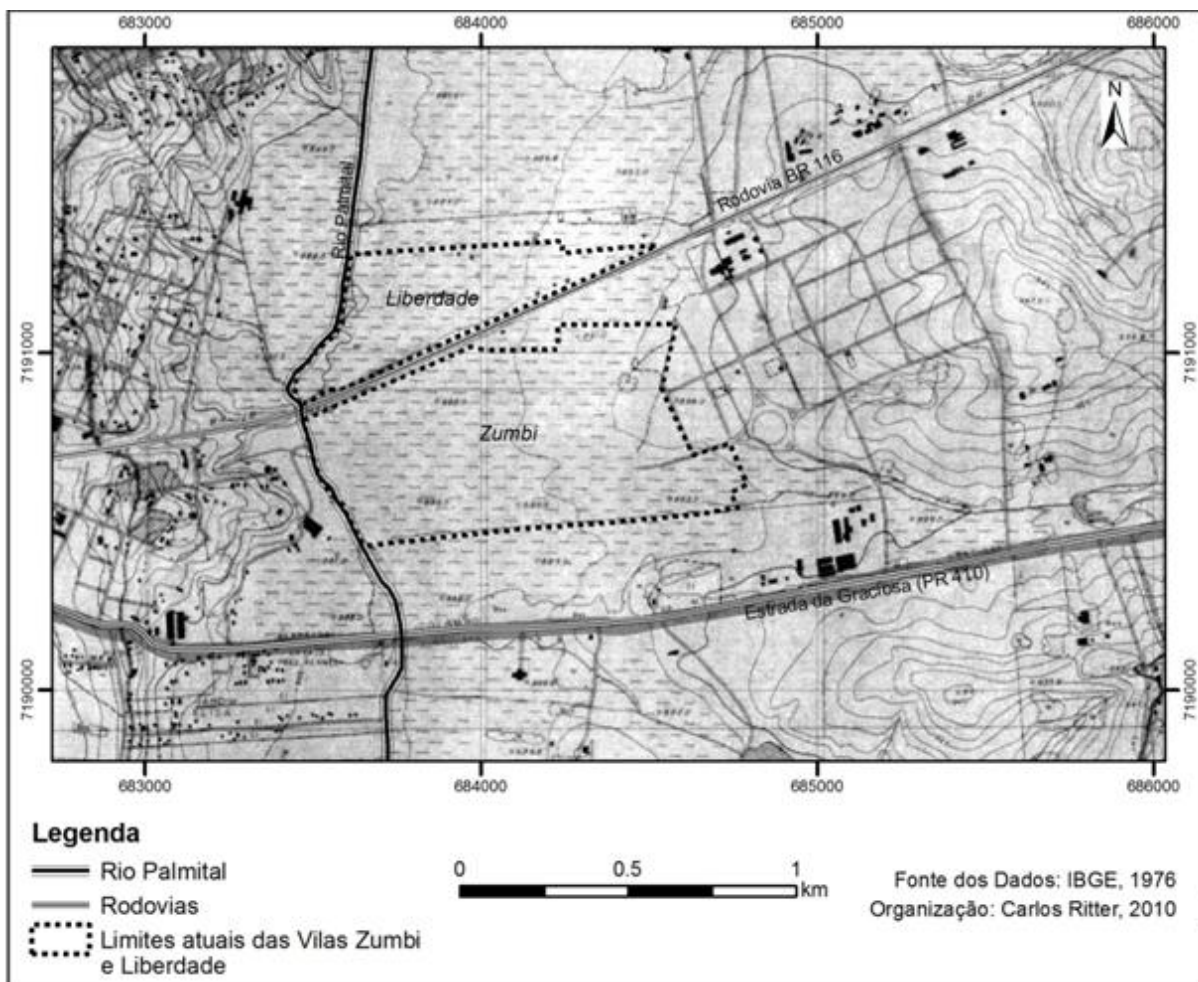 683000 684000 685000 686000
N
Rodovia BR 116
Rio Palmital
Liberdade
7191000 7191000
Zumbi
Estrada da Graciosa (PR 410)
7190000 7190000
683000 684000 685000 686000
Legenda
Rio Palmital
Rodovias
Limites atuais das Vilas Zumbi
e Liberdade
0 0.5 1
km
Fonte dos Dados: IBGE, 1976
Organização: Carlos Ritter, 2010